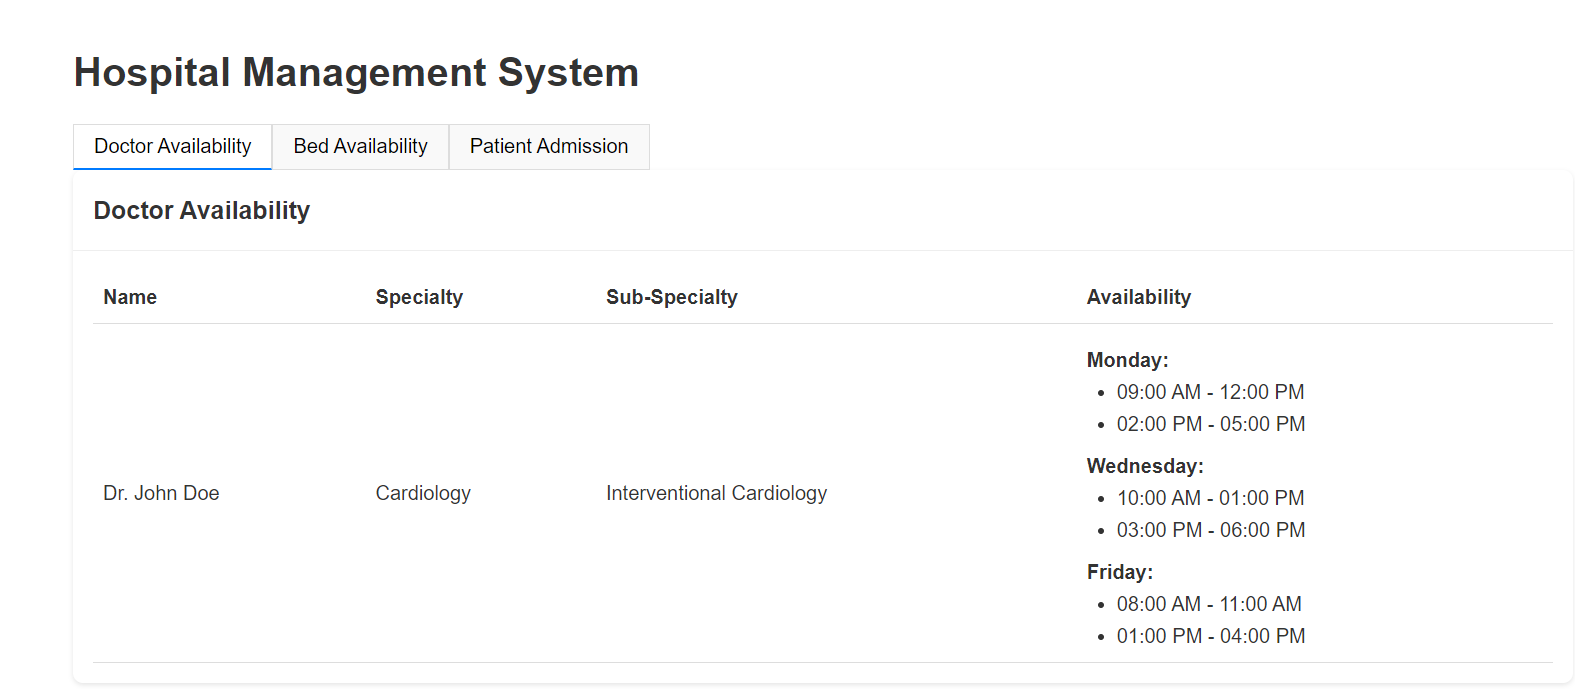 Hospital Management System
Doctor Availability Bed Availability Patient Admission
Doctor Availability
Name Specialty Sub-Specialty Availability
Monday:
09:00 AM - 12:00 PM
02:00 PM - 05:00 PM
Wednesday:
10:00 AM - 01:00 PM
Dr. John Doe Cardiology Interventional Cardiology
03:00 PM - 06:00 PM
Friday:
08:00 AM - 11:00 AM
01:00 PM - 04:00 PM